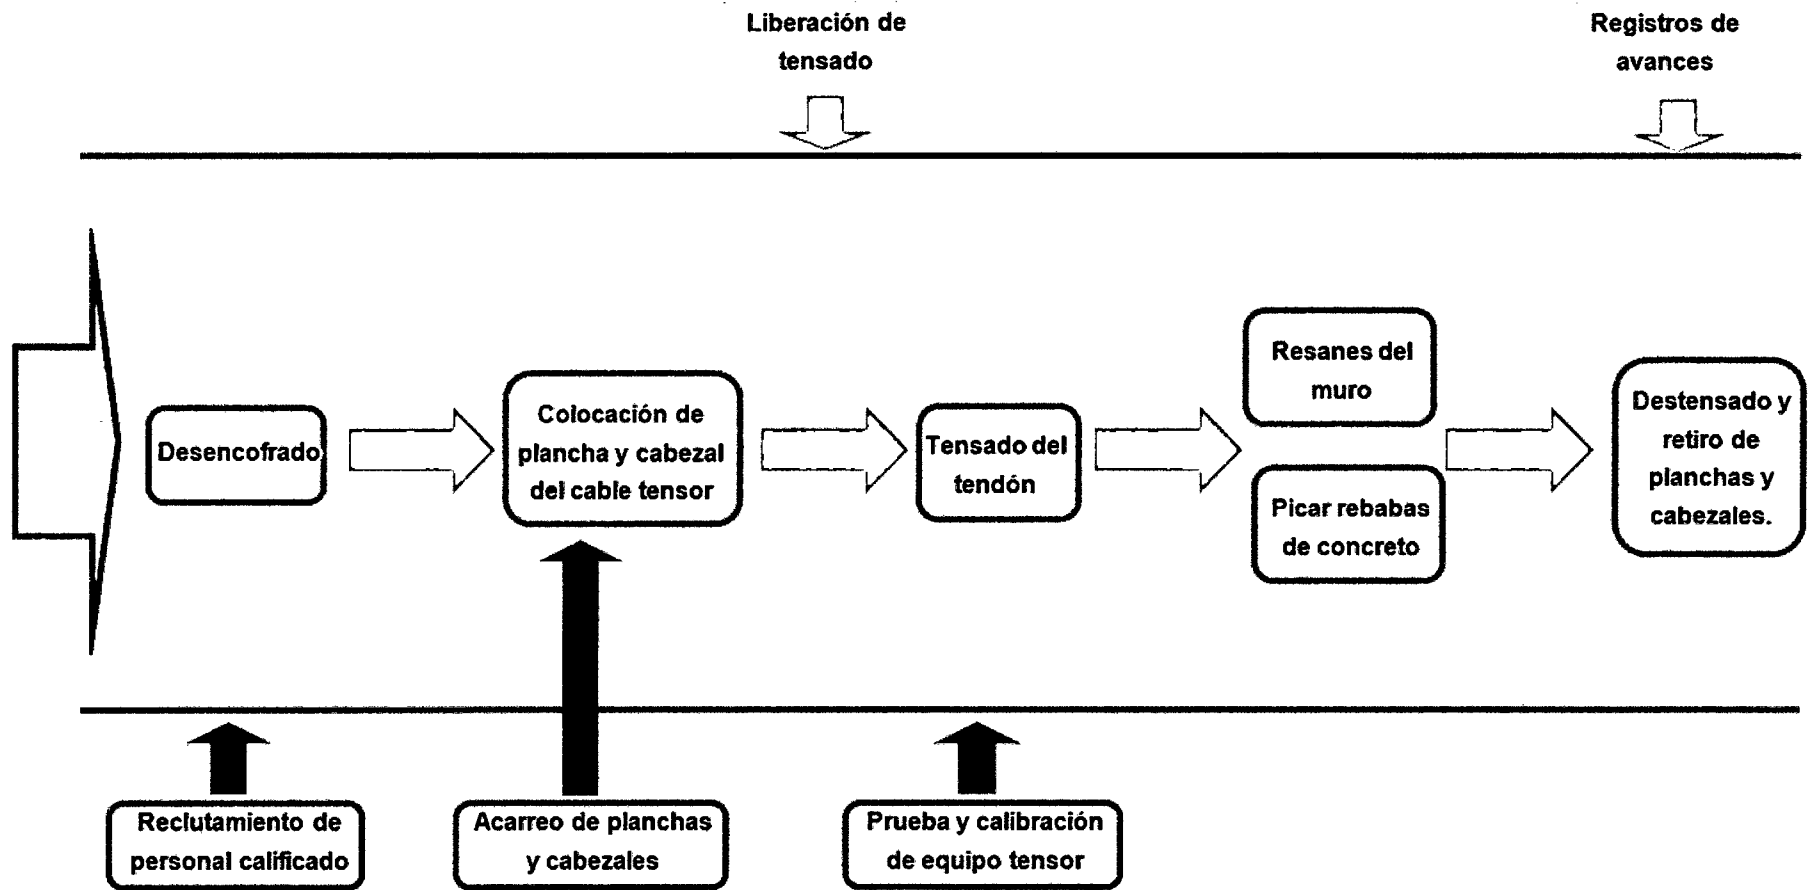 Liberación de
tensado
Registros de
avances
Desencofrado
Colocación de
plancha y cabezal
del cable tensor
Tensado del
tendón
Resanes del
muro
Picar rebabas
de concreto
Destensado y
retiro de
planchas y
cabezales.
Reclutamiento de
personal calificado
Acarreo de planchas
y cabezales
Prueba y calibración
de equipo tensor